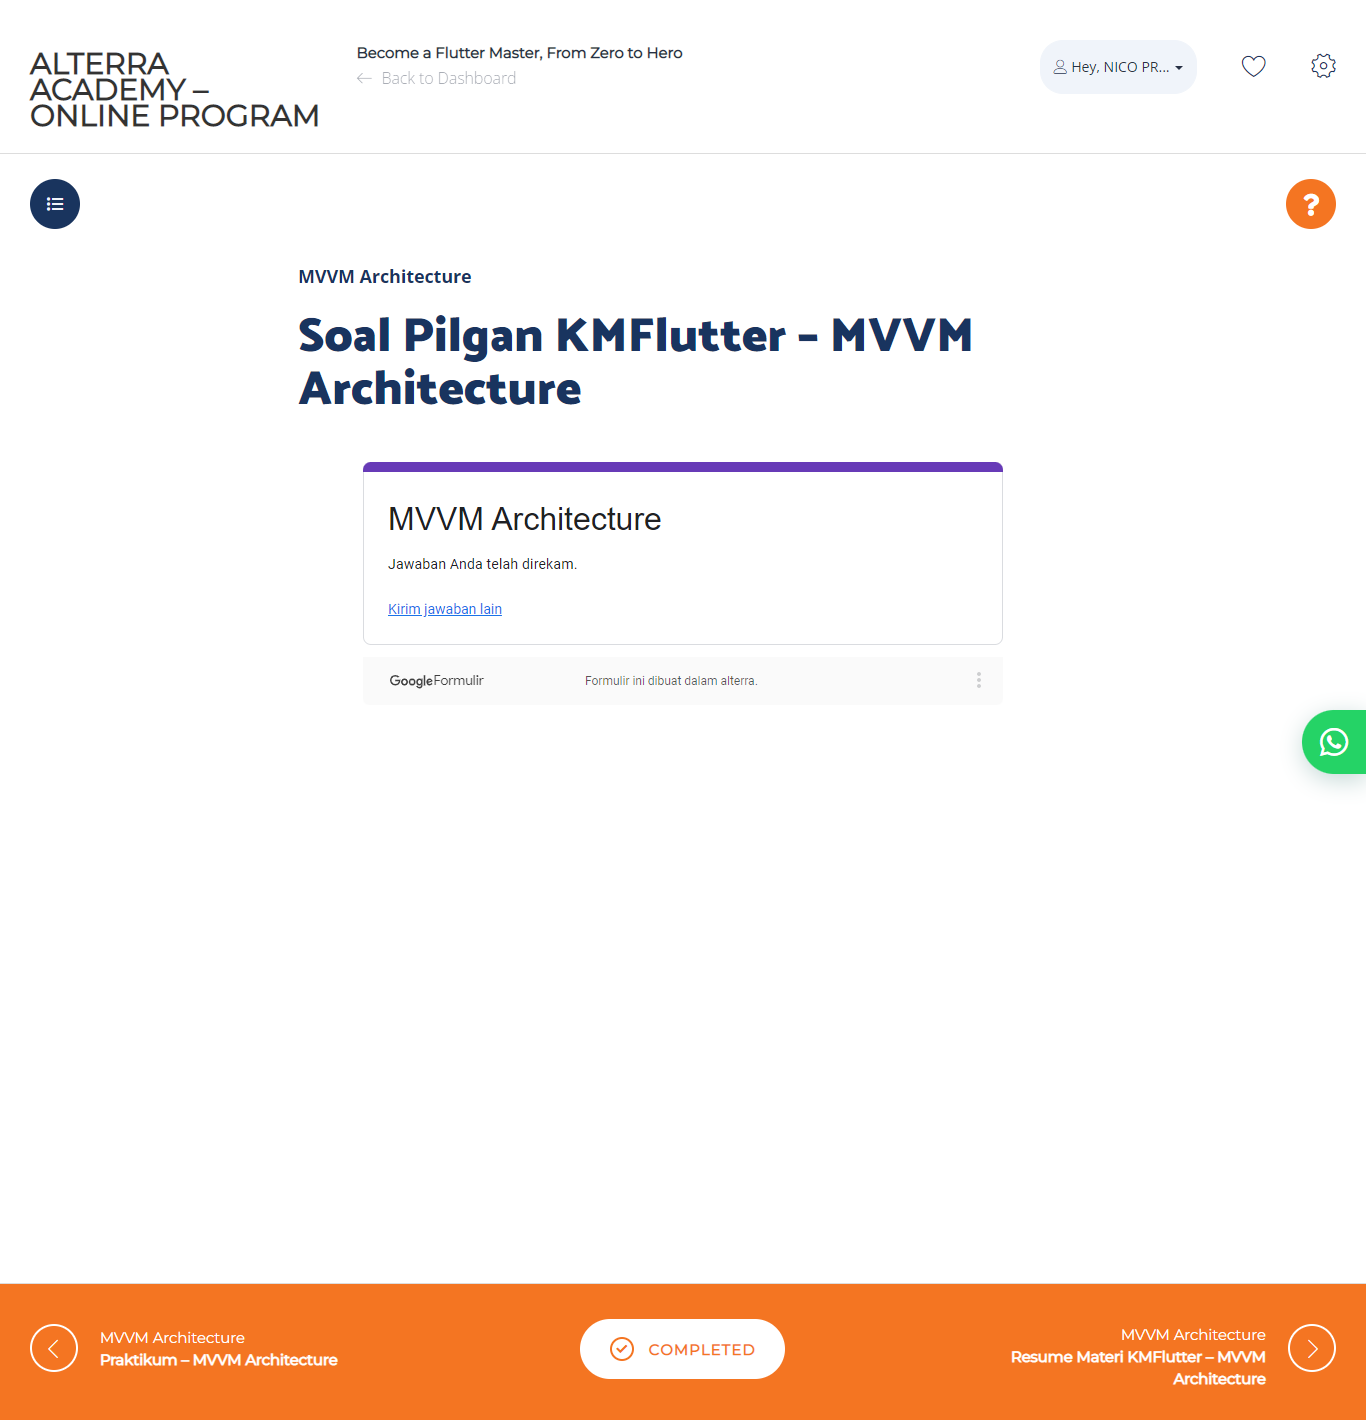 ALTERRA
ACADEMY –
ONLINE PROGRAM
Become a Flutter Master, From Zero to Hero
Back to Dashboard
Hey, NICO PR...
MVVM Architecture
Soal Pilgan KMFlutter – MVVM
Architecture
MVVM Architecture
Jawaban Anda telah direkam.
Kirim jawaban lain
Google Formulir
Formulir ini dibuat dalam alterra.
MVVM Architecture
Praktikum – MVVM Architecture
COMPLETED
MVVM Architecture
Resume Materi KMFlutter – MVVM
Architecture